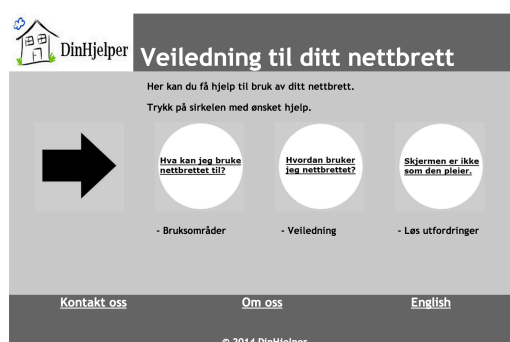 DinHjelper
Veiledning til ditt nettbrett
Her kan du få hjelp til bruk av ditt nettbrett.
Trykk på sirkelen med ønsket hjelp.
Hva kan jeg bruke
nettbrettet til?
Hvordan bruker
jeg nettbrettet?
Skjermen er ikke
som den pleier.
- Bruksområder
- Veiledning
- Løs utfordringer
Kontakt oss
Om oss
English
© 2014 DinHjelper